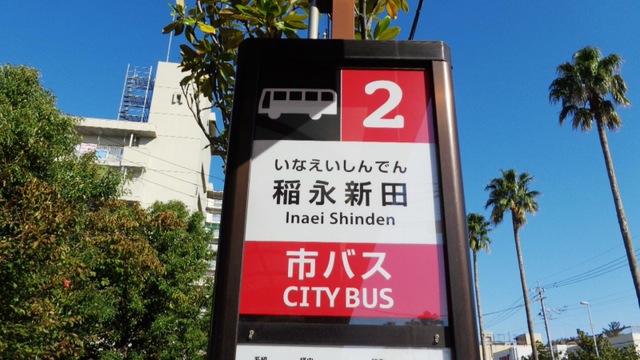 2
いなえいしんでん
稲永新田
Inaei Shinden
市バス
CITY BUS